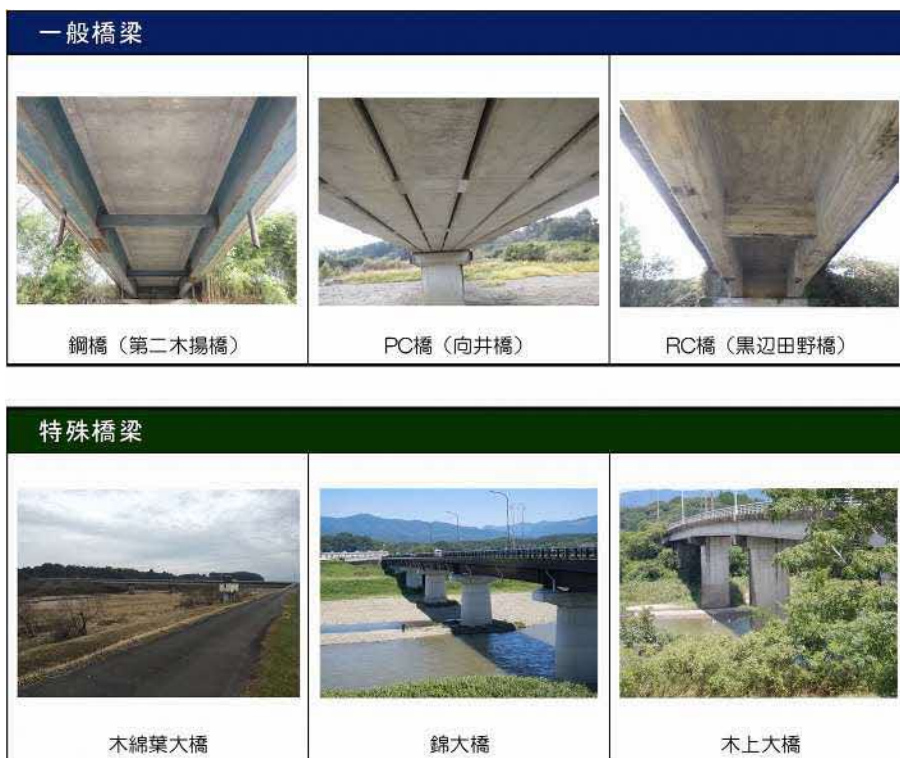 一般橋梁
鋼橋（第二木揚橋）
PC橋（向井橋）
RC橋（黒辺田野橋）
特殊橋梁
木綿葉大橋
錦大橋
木上大橋